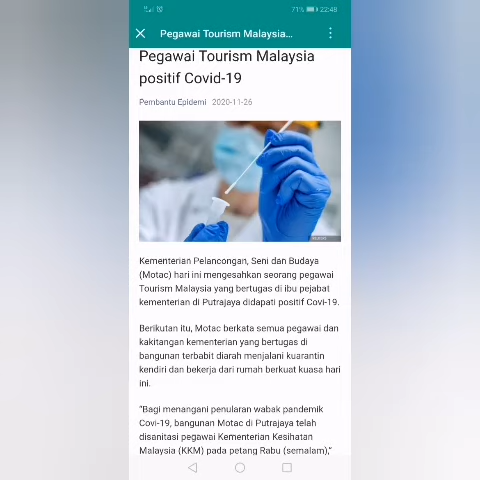 71% 22:48
Pegawai Tourism Malaysia...
Pegawai Tourism Malaysia
positif Covid-19
Pembantu Epidemi 2020-11-26
Kementerian Pelancongan, Seni dan Budaya
(Motac) hari ini mengesahkan seorang pegawai
Tourism Malaysia yang bertugas di ibu pejabat
kementerian di Putrajaya didapati positif Covi-19.
Berikutan itu, Motac berkata semua pegawai dan
kakitangan kementerian yang bertugas di
bangunan terbabit diarah menjalani kuarantin
kendiri dan bekerja dari rumah berkuat kuasa hari
ini.
“Bagi menangani penularan wabak pandemik
Covi-19, bangunan Motac di Putrajaya telah
disanitasi pegawai Kementerian Kesihatan
Malaysia (KKM) pada petang Rabu (semalam),”